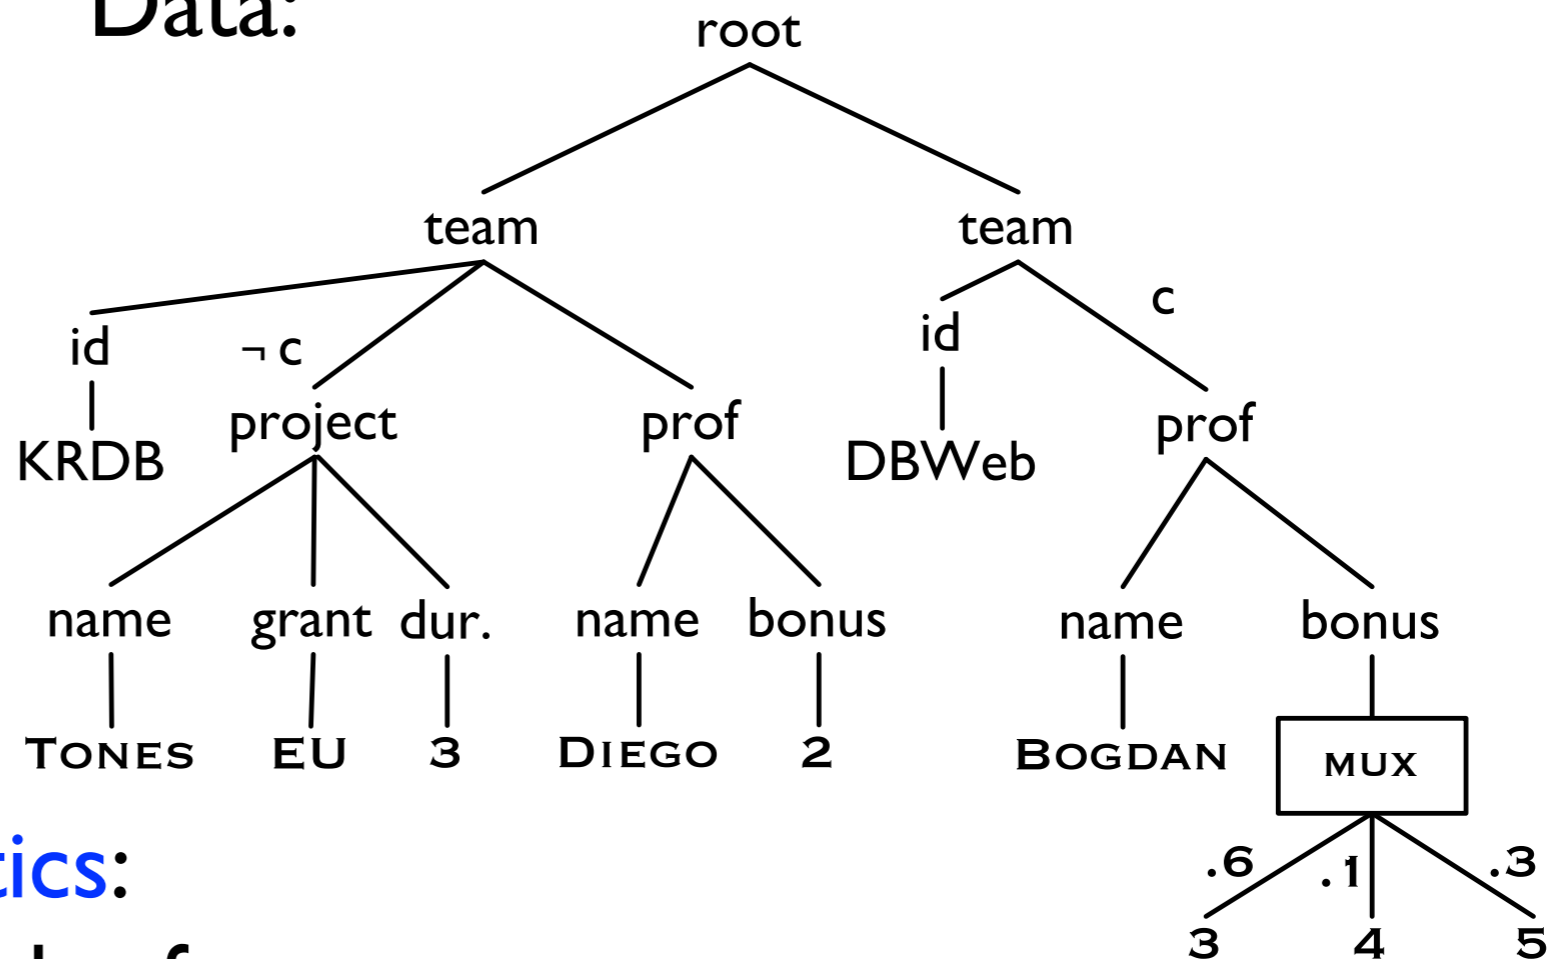 Data:
root
team team
c
id ¬ c id
project prof prof
KRDB DBWeb
name grant dur. name bonus name bonus
TONES EU 3 DIEGO 2 BOGDAN MUX
.6 .1 .3
tics:
3 4 5